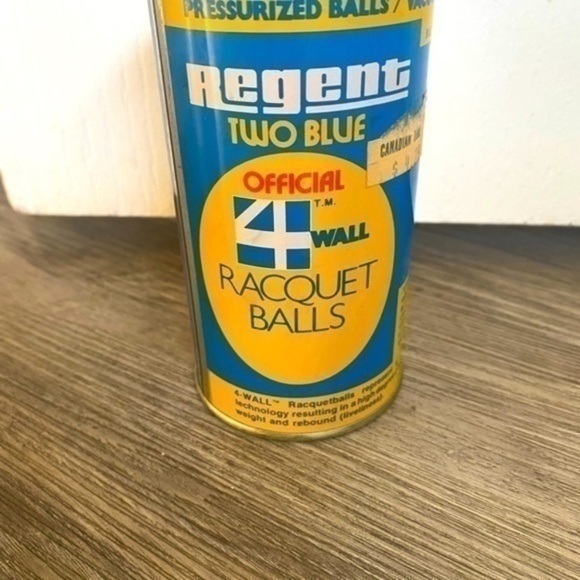 PRESSURIZED BALLS /
Regent
TWO BLUE
CANADIAN
$
OFFICIAL
4 T.M.
WALL
RACQUET
BALLS
4-WALL™ Racquetballs
technology resulting in a high
weight and rebound (liveliness).